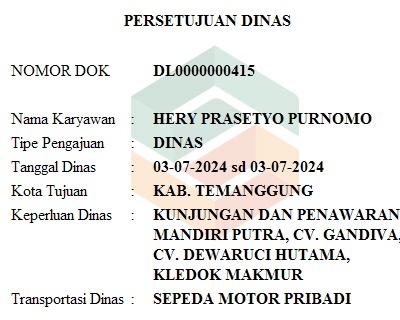 PERSETUJUAN DINAS
NOMOR DOK DL0000000415
Nama Karyawan : HERY PRASETYO PURNOMO
Tipe Pengajuan : DINAS
Tanggal Dinas : 03-07-2024 sd 03-07-2024
Kota Tujuan : KAB. TEMANGGUNG
Keperluan Dinas : KUNJUNGAN DAN PENAWARAN
MANDIRI PUTRA, CV. GANDIVA,
CV. DEWARUCI HUTAMA,
KLEDOK MAKMUR
Transportasi Dinas : SEPEDA MOTOR PRIBADI